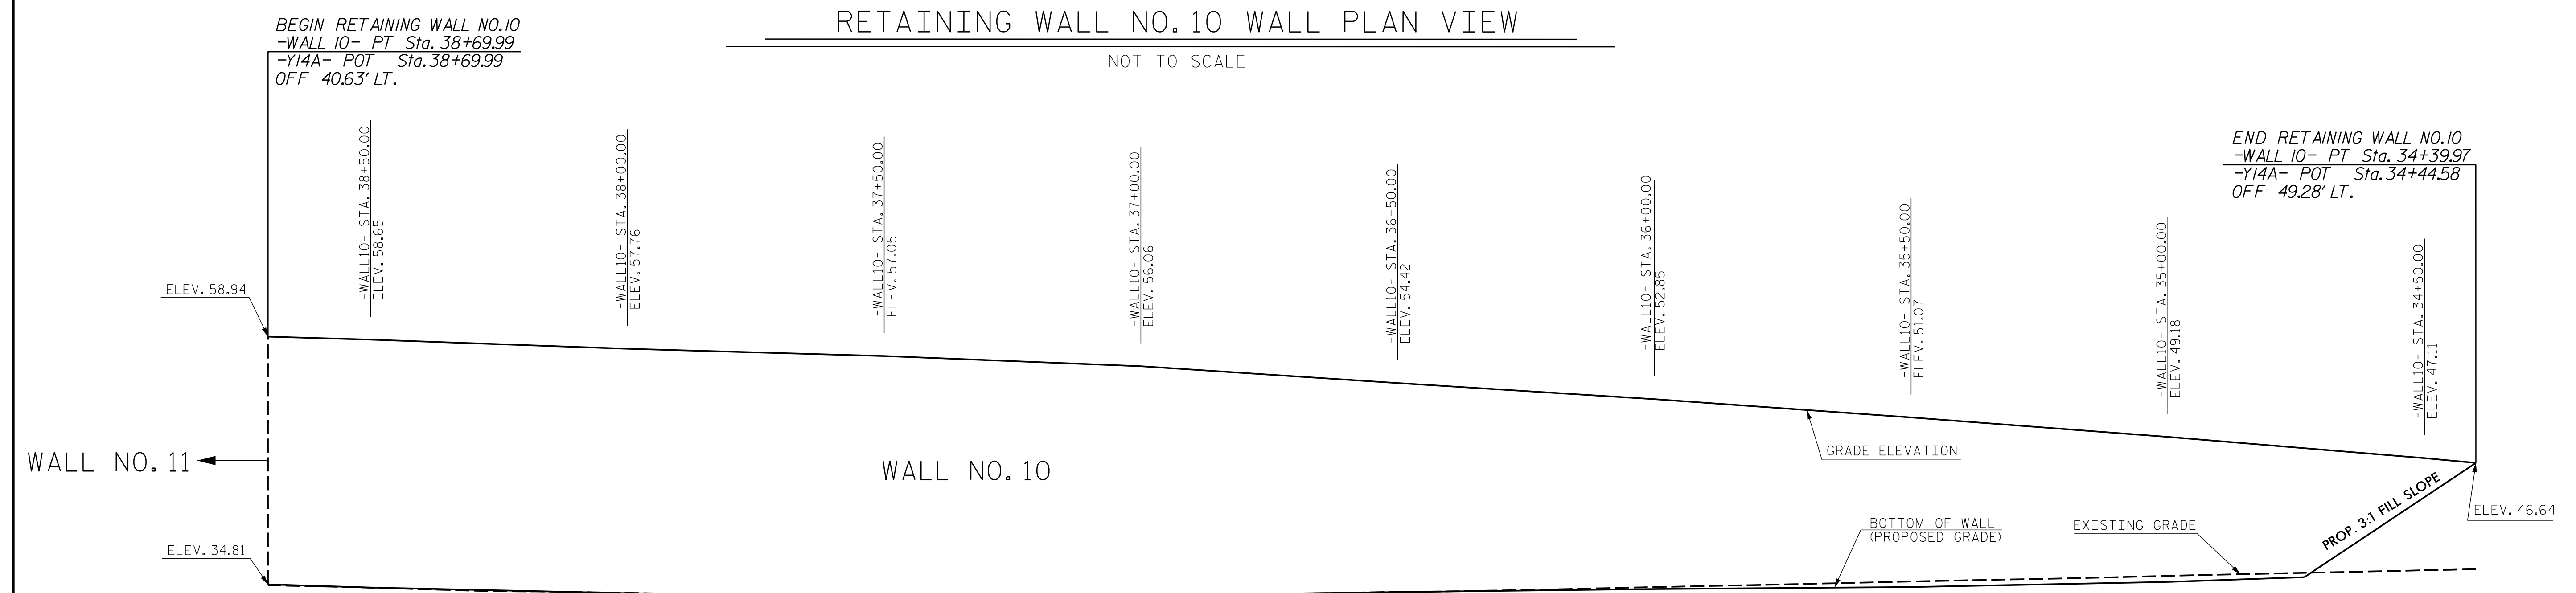 RETAINING WALL NO. 10 WALL PLAN VIEW
NOT TO SCALE
BEGIN RETAINING WALL NO.10
-WALL 10- PT Sta. 38+69.99
-Y14A- POT Sta. 38+69.99
OFF 40.63' LT.
END RETAINING WALL NO.10
-WALL 10- PT Sta. 34+39.97
-Y14A- POT Sta. 34+44.58
OFF 49.28' LT.
-WALL10- STA. 38+50.00
ELEV. 58.65
-WALL10- STA. 38+00.00
ELEV. 57.76
-WALL10- STA. 37+50.00
ELEV. 57.05
-WALL10- STA. 37+00.00
ELEV. 56.06
-WALL10- STA. 36+50.00
ELEV. 54.42
-WALL10- STA. 36+00.00
ELEV. 52.85
-WALL10- STA. 35+50.00
ELEV. 51.07
-WALL10- STA. 35+00.00
ELEV. 49.18
-WALL10- STA. 34+50.00
ELEV. 47.11
ELEV. 58.94
GRADE ELEVATION
WALL NO. 11
WALL NO. 10
PROP. 3:1 FILL SLOPE
ELEV. 46.64
BOTTOM OF WALL
(PROPOSED GRADE)
EXISTING GRADE
ELEV. 34.81